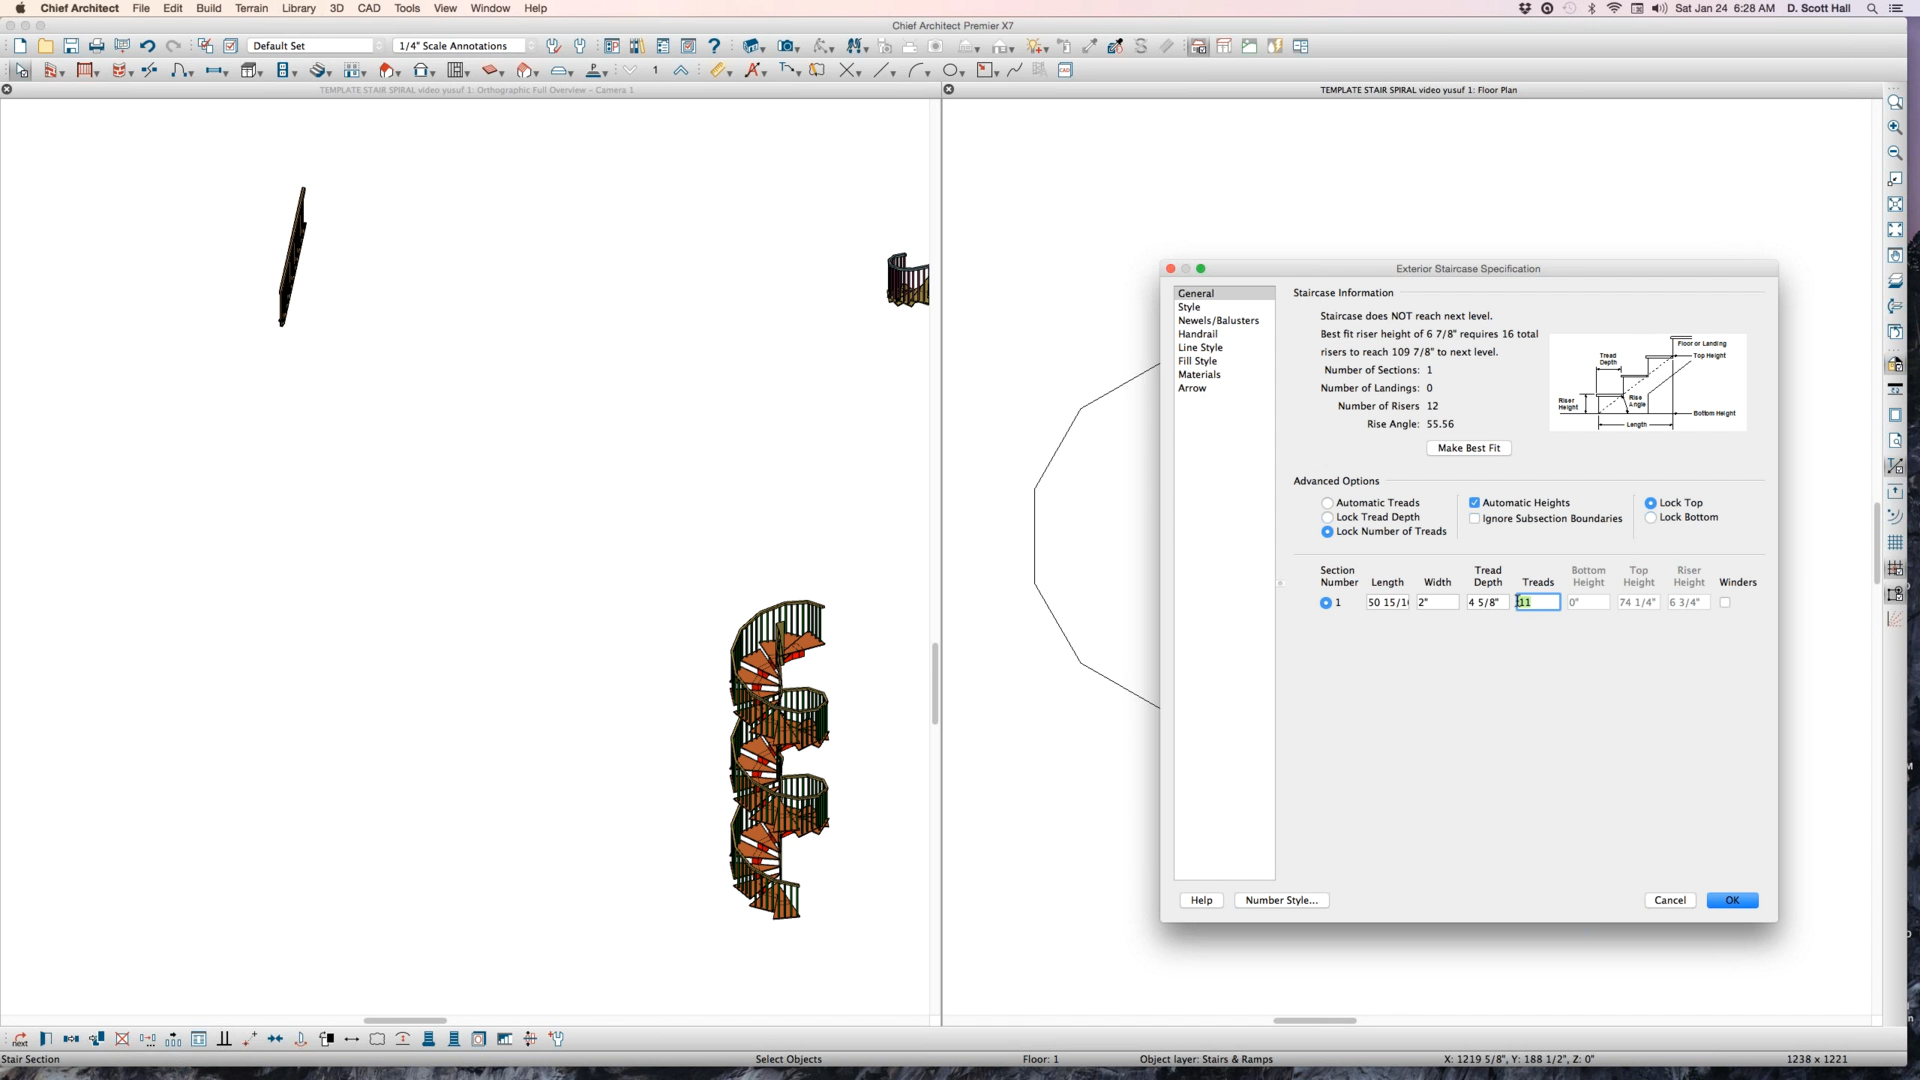 Chief Architect File Edit Build Terrain Library 3D CAD Tools View Window Help Sat Jan 24 6:28 AM D. Scott Hall
Chief Architect Premier X7
Default Set 1/4" Scale Annotations
1
TEMPLATE STAIR SPIRAL video yusuf 1: Orthographic Full Overview – Camera 1
TEMPLATE STAIR SPIRAL video yusuf 1: Floor Plan
Exterior Staircase Specification
General
Style
Newels/Balusters
Handrail
Line Style
Fill Style
Materials
Arrow
Staircase Information
Staircase does NOT reach next level.
Best fit riser height of 6 7/8" requires 16 total
risers to reach 109 7/8" to next level.
Number of Sections: 1
Number of Landings: 0
Number of Risers 12
Rise Angle: 55.56
Make Best Fit
Floor or Landing
Tread
Depth
Top Height
Riser
Height
Rise
Angle
Bottom Height
Length
Advanced Options
Automatic Treads
Lock Tread Depth
Lock Number of Treads
Automatic Heights
Ignore Subsection Boundaries
Lock Top
Lock Bottom
Section Number Length Width Tread Depth Treads Bottom Height Top Height Riser Height Winders
1 50 15/1 2" 4 5/8" 11 0" 74 1/4" 6 3/4"
Help Number Style... Cancel OK
next
Stair Section Select Objects Floor: 1 Object layer: Stairs & Ramps X: 1219 5/8", Y: 188 1/2", Z: 0" 1238 x 1221